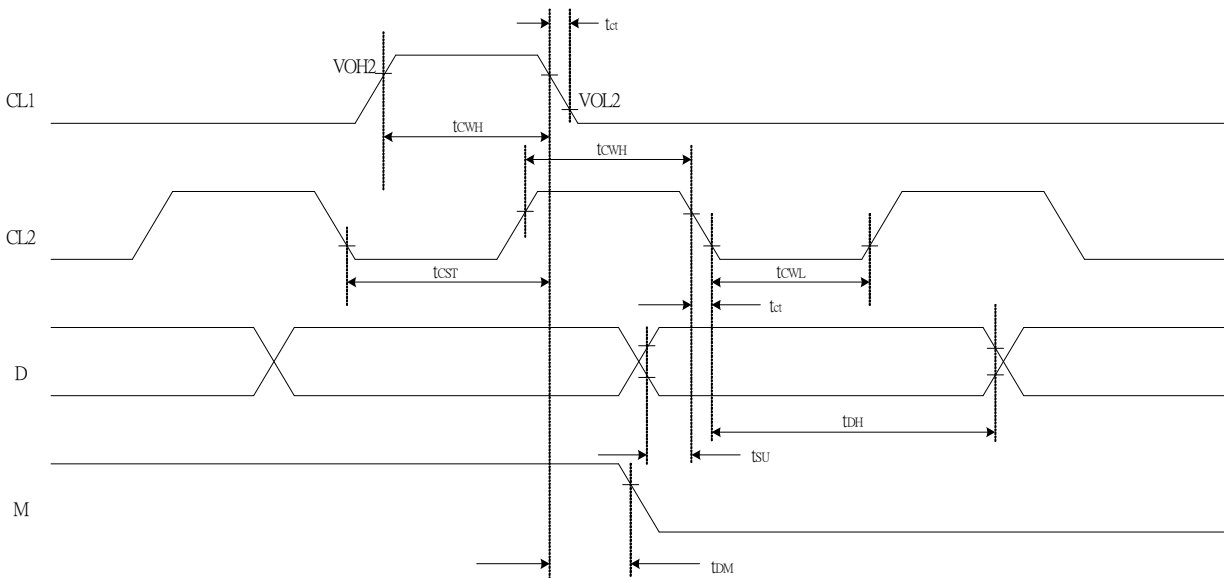 tct
VOH2
CL1
VOL2
tCWH
tCWH
CL2
tCST
tCWL
tct
D
tDH
tSU
M
tDM